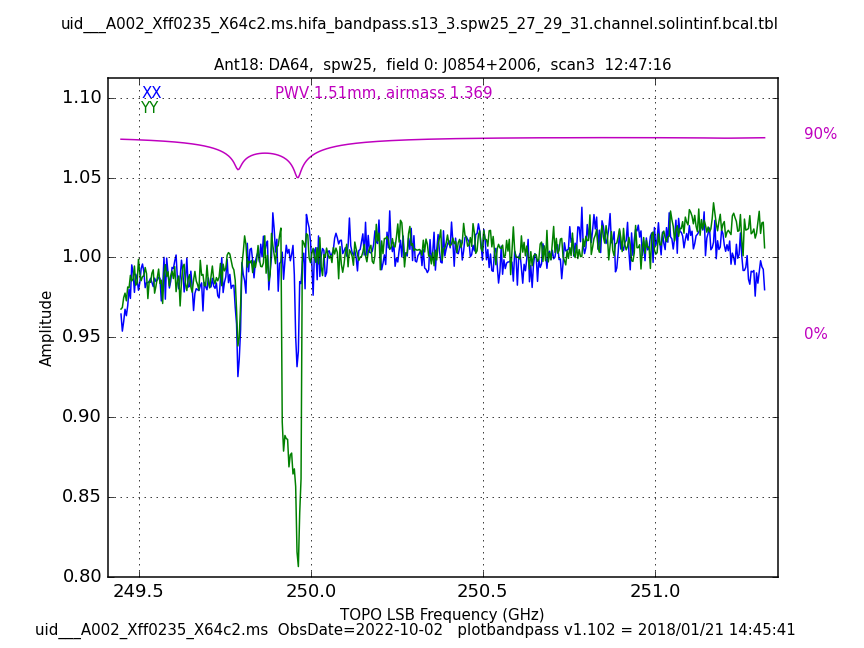 uid___A002_Xff0235_X64c2.ms.hifa_bandpass.s13_3.spw25_27_29_31.channel.solintinf.bcal.tbl
Ant18: DA64, spw25, field 0: J0854+2006, scan3 12:47:16
XX
YY
PWV 1.51mm, airmass 1.369
1.10
1.05
1.00
0.95
0.90
0.85
0.80
Amplitude
90%
0%
249.5 250.0 250.5 251.0
TOPO LSB Frequency (GHz)
uid___A002_Xff0235_X64c2.ms ObsDate=2022-10-02 plotbandpass v1.102 = 2018/01/21 14:45:41